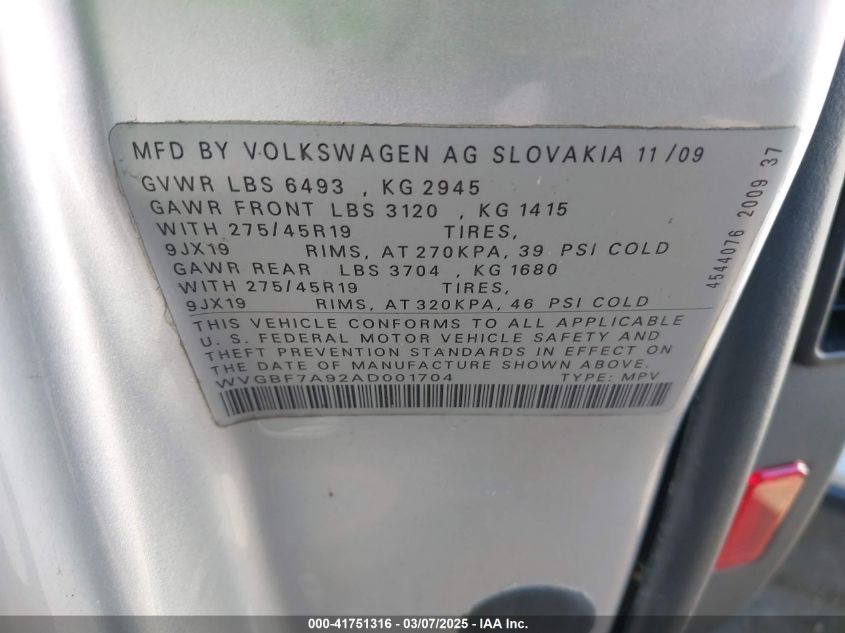 MFD BY VOLKSWAGEN AG SLOVAKIA 11/09
GVWR LBS 6493 , KG 2945
GAWR FRONT LBS 3120 , KG 1415
WITH 275/45R19 TIRES,
9JX19 RIMS, AT 270KPA, 39 PSI COLD
GAWR REAR LBS 3704 , KG 1680
WITH 275/45R19 TIRES,
9JX19 RIMS, AT 320KPA, 46 PSI COLD
THIS VEHICLE CONFORMS TO ALL APPLICABLE
U. S. FEDERAL MOTOR VEHICLE SAFETY AND
THEFT PREVENTION STANDARDS IN EFFECT ON
THE DATE OF MANUFACTURE SHOWN ABOVE.
WVGBF7A92AD001704 TYPE: MPV
4544076 2009 37
000-41751316 - 03/07/2025 - IAA Inc.